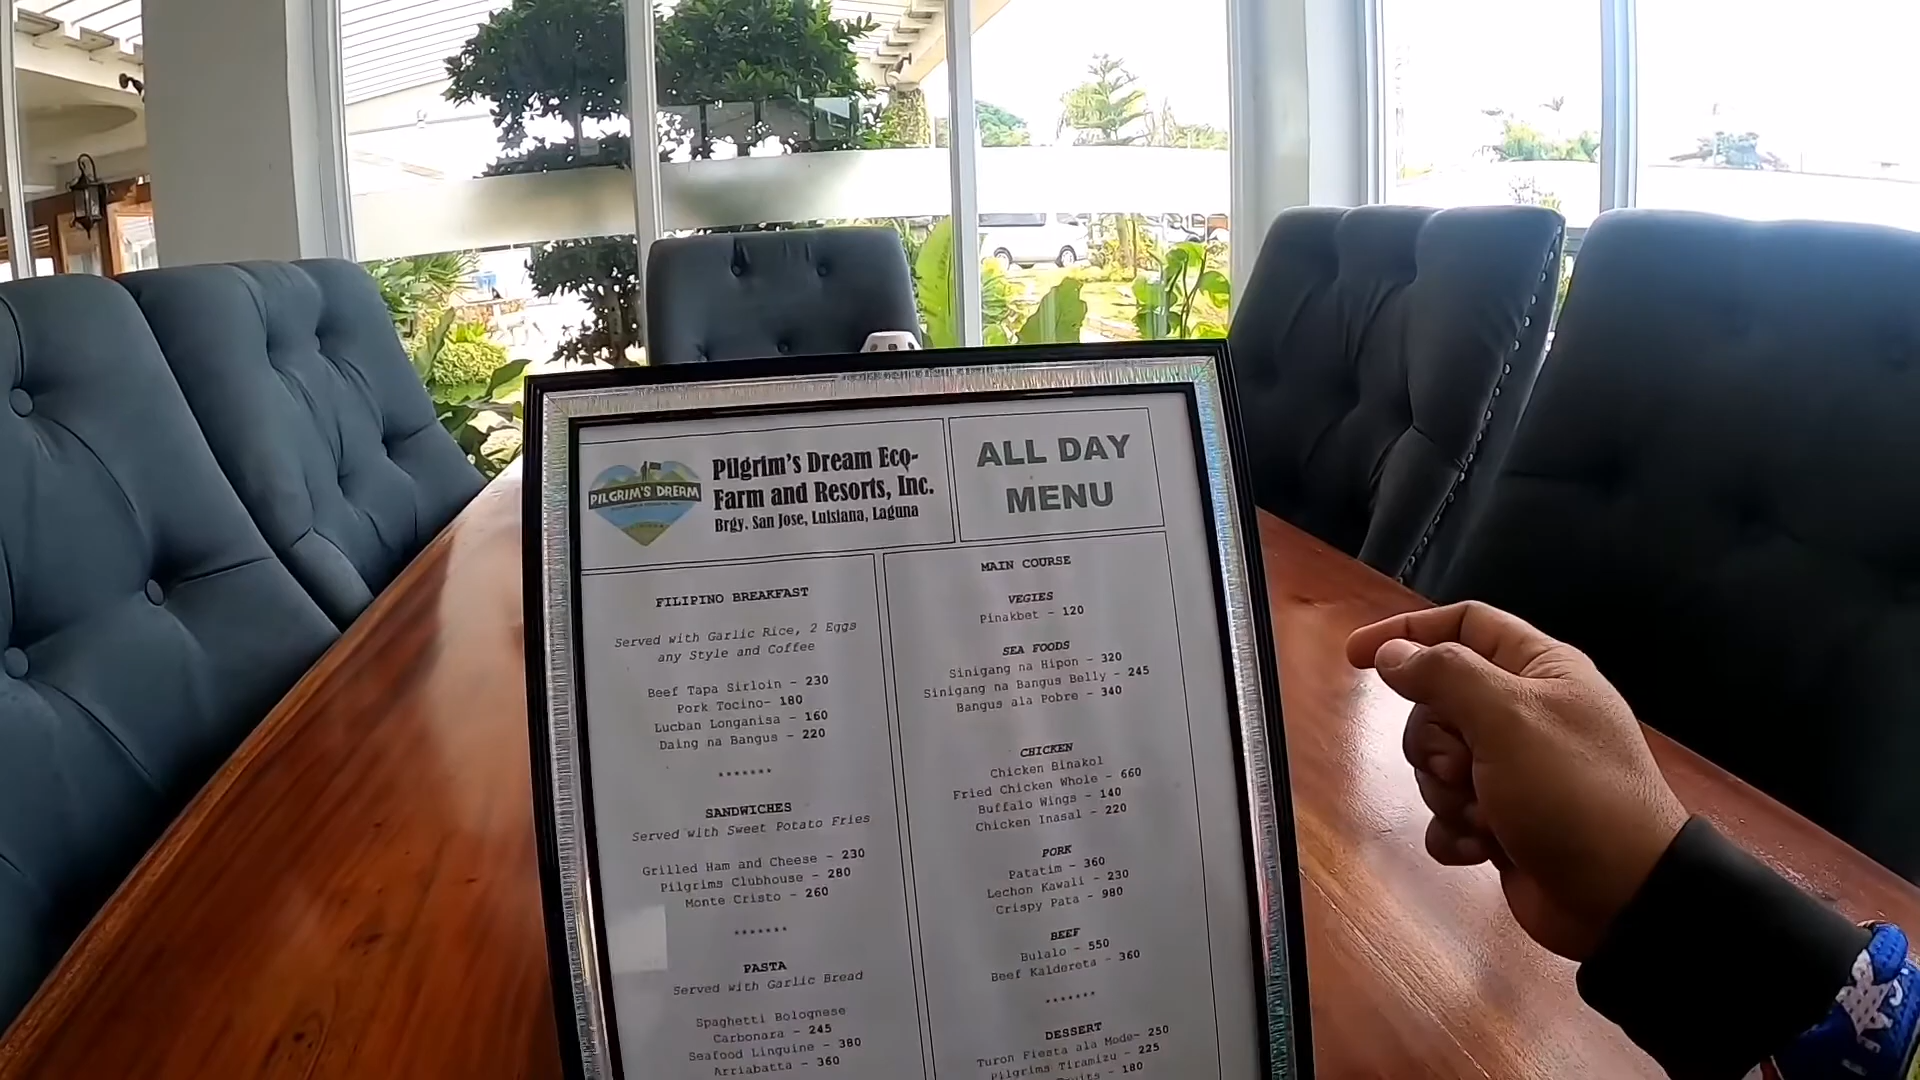 PILGRIM'S DREAM
Pilgrim's Dream Eco-
Farm and Resorts, Inc.
Brgy. San Jose, Luisiana, Laguna
ALL DAY
MENU
FILIPINO BREAKFAST
Served with Garlic Rice, 2 Eggs
any Style and Coffee
Beef Tapa Sirloin - 230
Pork Tocino- 180
Lucban Longanisa - 160
Daing na Bangus - 220
*******
SANDWICHES
Served with Sweet Potato Fries
Grilled Ham and Cheese - 230
Pilgrims Clubhouse - 280
Monte Cristo - 260
*******
PASTA
Served with Garlic Bread
Spaghetti Bolognese
Carbonara - 245
Seafood Linguine - 380
Arriabatta - 360
MAIN COURSE
VEGIES
Pinakbet - 120
SEA FOODS
Sinigang na Hipon - 320
Sinigang na Bangus Belly - 245
Bangus ala Pobre - 340
CHICKEN
Chicken Binakol
Fried Chicken Whole - 660
Buffalo Wings - 140
Chicken Inasal - 220
PORK
Patatim - 360
Lechon Kawali - 230
Crispy Pata - 980
BEEF
Bulalo - 550
Beef Kaldereta - 360
*******
DESSERT
Turon Fiesta ala Mode- 250
Pilgrims Tiramizu - 225
- 180